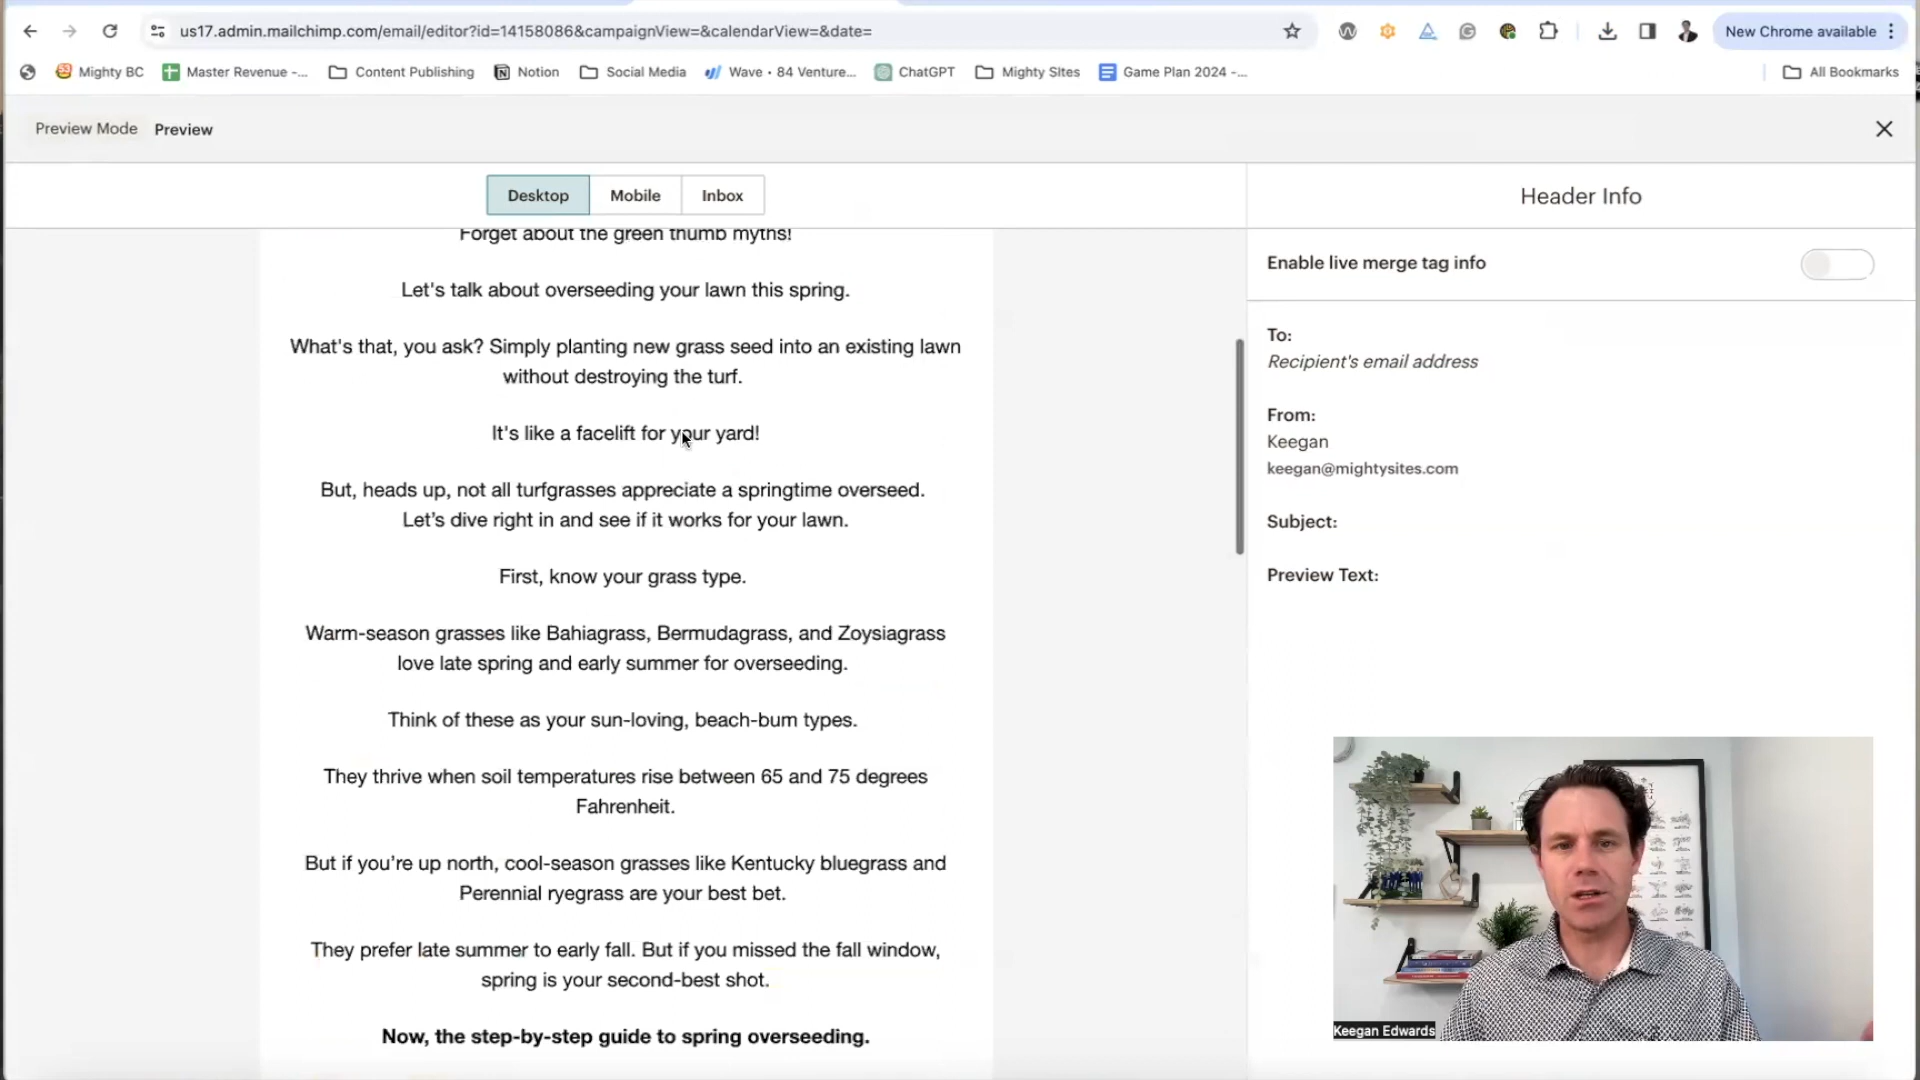 us17.admin.mailchimp.com/email/editor?id=14158086&campaignView=&calendarView=&date=
New Chrome available
Mighty BC
Master Revenue -...
Content Publishing
Notion
Social Media
Wave • 84 Venture...
ChatGPT
Mighty Sites
Game Plan 2024 -...
All Bookmarks
Preview Mode Preview
Desktop
Mobile
Inbox
Header Info
Forget about the green thumb myths!
Let's talk about overseeding your lawn this spring.
What's that, you ask? Simply planting new grass seed into an existing lawn
without destroying the turf.
It's like a facelift for your yard!
But, heads up, not all turfgrasses appreciate a springtime overseed.
Let’s dive right in and see if it works for your lawn.
First, know your grass type.
Warm-season grasses like Bahiagrass, Bermudagrass, and Zoysiagrass
love late spring and early summer for overseeding.
Think of these as your sun-loving, beach-bum types.
They thrive when soil temperatures rise between 65 and 75 degrees
Fahrenheit.
But if you’re up north, cool-season grasses like Kentucky bluegrass and
Perennial ryegrass are your best bet.
They prefer late summer to early fall. But if you missed the fall window,
spring is your second-best shot.
Now, the step-by-step guide to spring overseeding.
Enable live merge tag info
To:
Recipient's email address
From:
Keegan
keegan@mightysites.com
Subject:
Preview Text:
Keegan Edwards